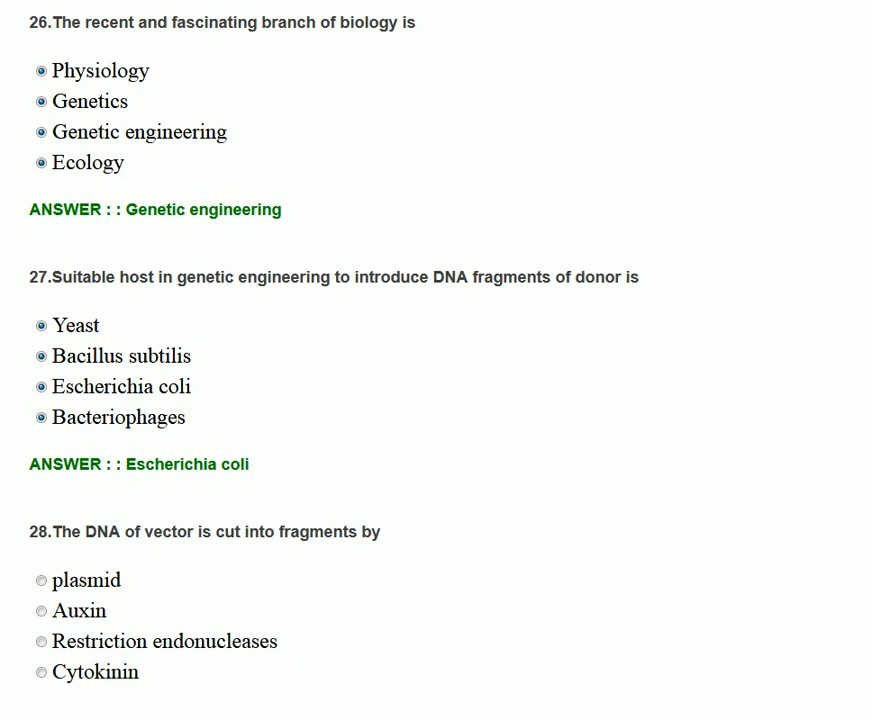 26.The recent and fascinating branch of biology is
Physiology
Genetics
Genetic engineering
Ecology
ANSWER : : Genetic engineering
27.Suitable host in genetic engineering to introduce DNA fragments of donor is
Yeast
Bacillus subtilis
Escherichia coli
Bacteriophages
ANSWER : : Escherichia coli
28.The DNA of vector is cut into fragments by
plasmid
Auxin
Restriction endonucleases
Cytokinin